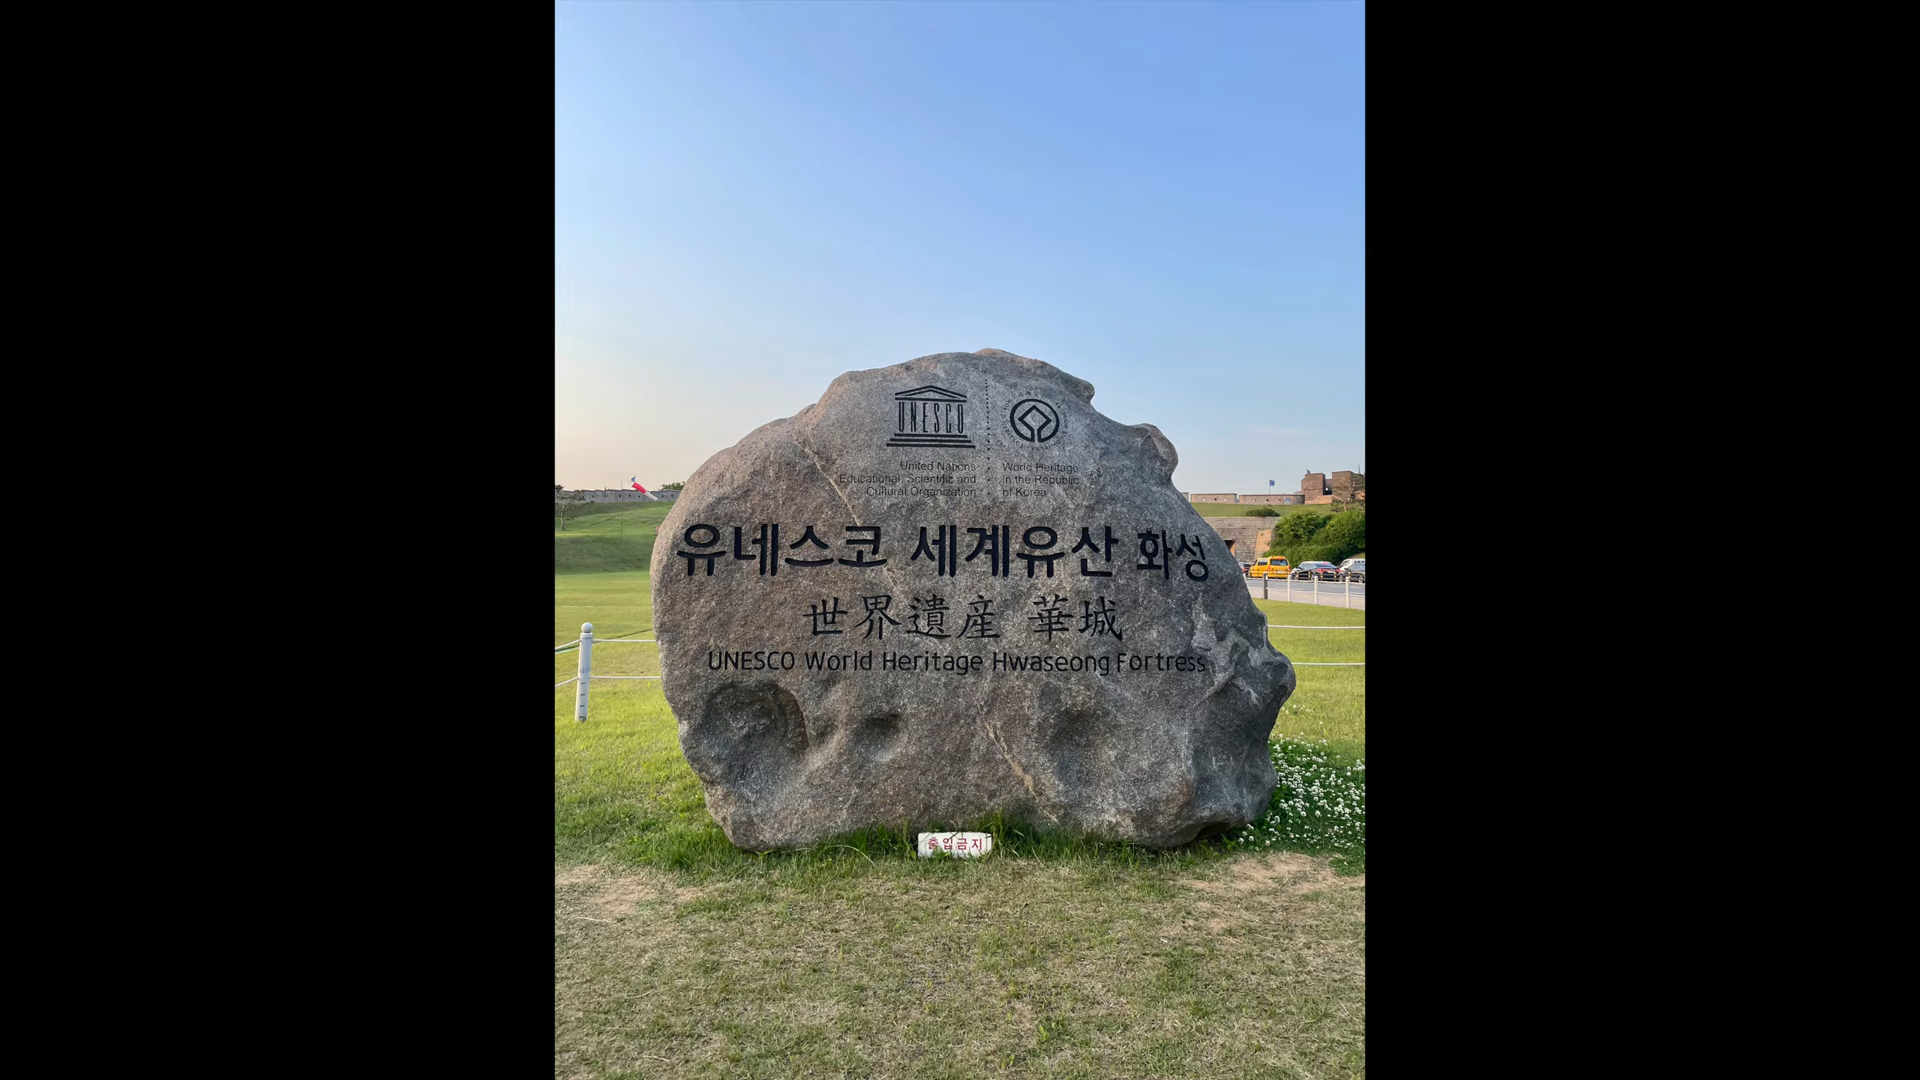 UNESCO
United Nations
Educational, Scientific and
Cultural Organization
World Heritage
in the Republic
of Korea
유네스코 세계유산 화성
世界遺産 華城
UNESCO World Heritage Hwaseong Fortress
출입금지